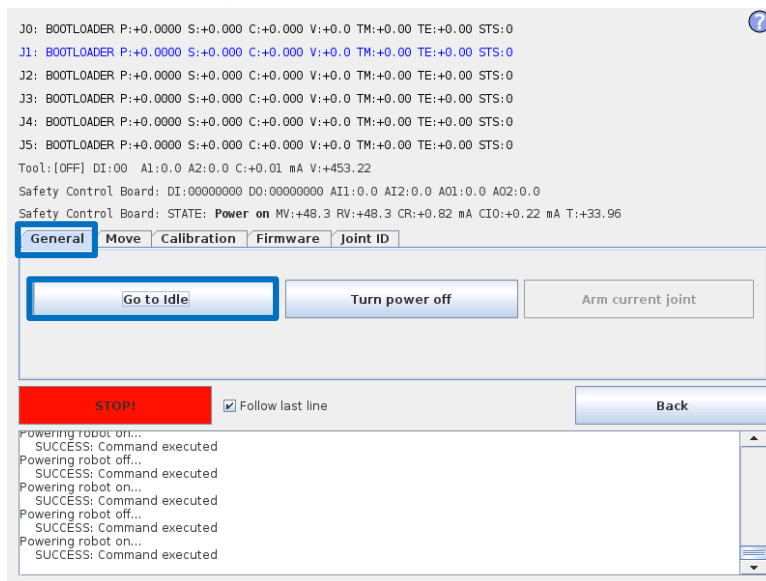 J0: BOOTLOADER P:+0.0000 S:+0.000 C:+0.000 V:+0.0 TM:+0.00 TE:+0.00 STS:0
J1: BOOTLOADER P:+0.0000 S:+0.000 C:+0.000 V:+0.0 TM:+0.00 TE:+0.00 STS:0
J2: BOOTLOADER P:+0.0000 S:+0.000 C:+0.000 V:+0.0 TM:+0.00 TE:+0.00 STS:0
J3: BOOTLOADER P:+0.0000 S:+0.000 C:+0.000 V:+0.0 TM:+0.00 TE:+0.00 STS:0
J4: BOOTLOADER P:+0.0000 S:+0.000 C:+0.000 V:+0.0 TM:+0.00 TE:+0.00 STS:0
J5: BOOTLOADER P:+0.0000 S:+0.000 C:+0.000 V:+0.0 TM:+0.00 TE:+0.00 STS:0
Tool:[OFF] DI:00 A1:0.0 A2:0.0 C:+0.01 mA V:+453.22
Safety Control Board: DI:00000000 DO:00000000 AI1:0.0 AI2:0.0 AO1:0.0 AO2:0.0
Safety Control Board: STATE: Power on MV:+48.3 RV:+48.3 CR:+0.82 mA CIO:+0.22 mA T:+33.96
General Move Calibration Firmware Joint ID
Go to Idle Turn power off Arm current joint
STOP! Follow last line Back
Powering robot on...
SUCCESS: Command executed
Powering robot off...
SUCCESS: Command executed
Powering robot on...
SUCCESS: Command executed
Powering robot off...
SUCCESS: Command executed
Powering robot on...
SUCCESS: Command executed